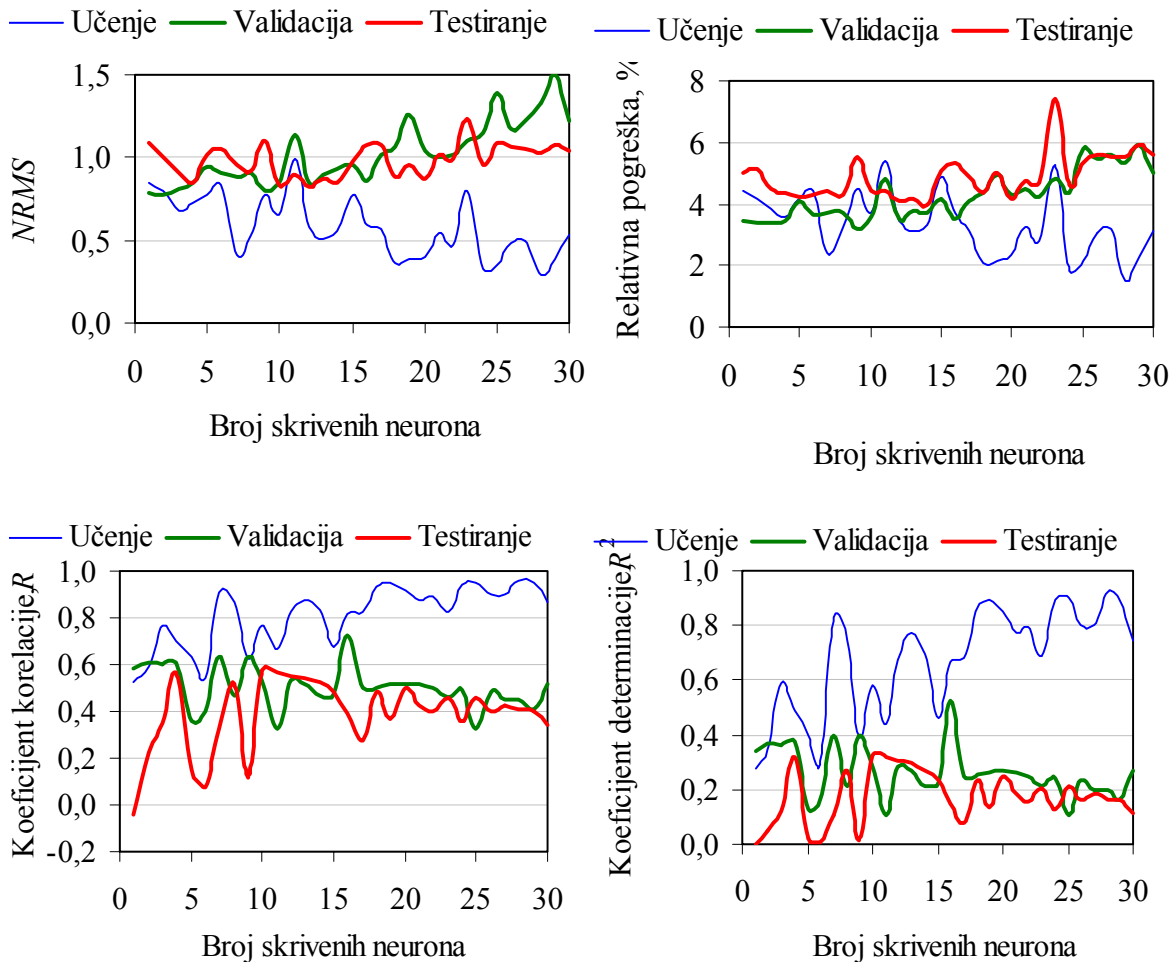 Učenje Validacija Testiranje
NRMS
1,5
1,0
0,5
0,0
0 5 10 15 20 25 30
Broj skrivenih neurona
Učenje Validacija Testiranje
Relativna pogreška, %
8
6
4
2
0
0 5 10 15 20 25 30
Broj skrivenih neurona
Učenje Validacija Testiranje
Koeficijent korelacije,R
1,0
0,8
0,6
0,4
0,2
0,0
-0,2
0 5 10 15 20 25 30
Broj skrivenih neurona
Učenje Validacija Testiranje
Koeficijent determinacije,R²
1,0
0,8
0,6
0,4
0,2
0,0
0 5 10 15 20 25 30
Broj skrivenih neurona